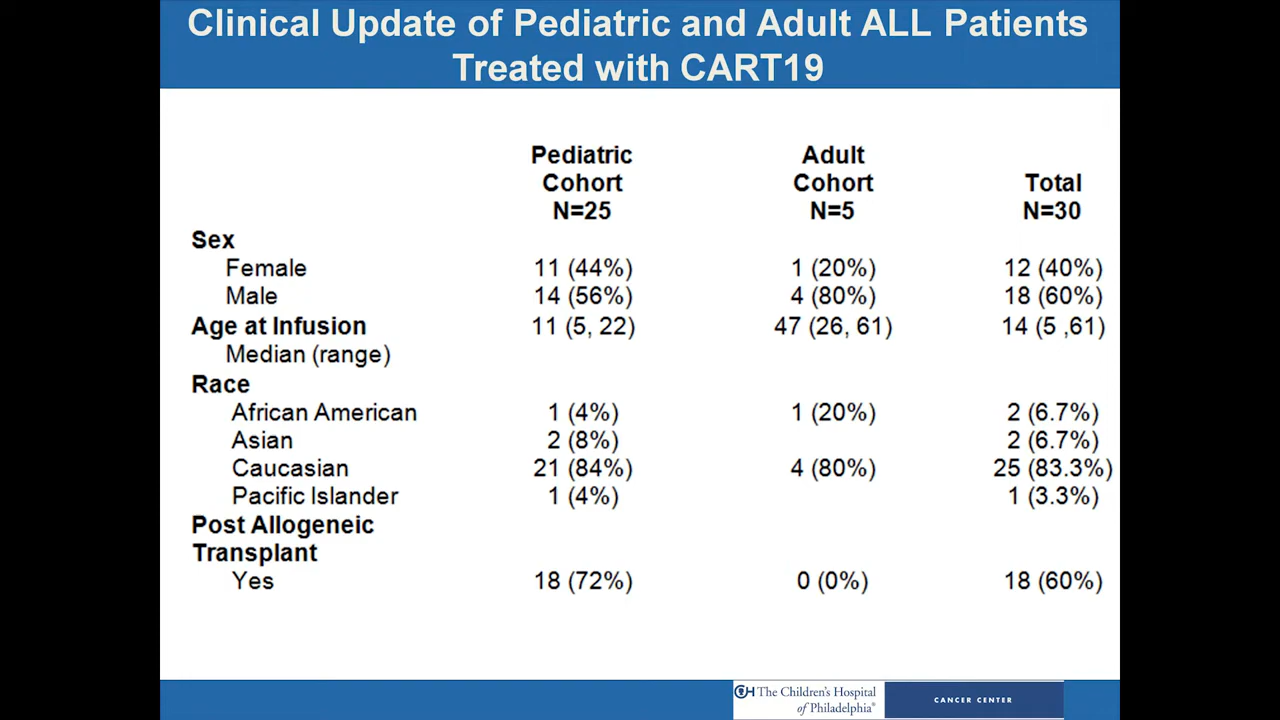 Clinical Update of Pediatric and Adult ALL Patients
Treated with CART19
Pediatric Cohort N=25 Adult Cohort N=5 Total N=30
Sex
Female 11 (44%) 1 (20%) 12 (40%)
Male 14 (56%) 4 (80%) 18 (60%)
Age at Infusion 11 (5, 22) 47 (26, 61) 14 (5 ,61)
Median (range)
Race
African American 1 (4%) 1 (20%) 2 (6.7%)
Asian 2 (8%) 2 (6.7%)
Caucasian 21 (84%) 4 (80%) 25 (83.3%)
Pacific Islander 1 (4%) 1 (3.3%)
Post Allogeneic
Transplant
Yes 18 (72%) 0 (0%) 18 (60%)
The Children's Hospital
of Philadelphia®
CANCER CENTER